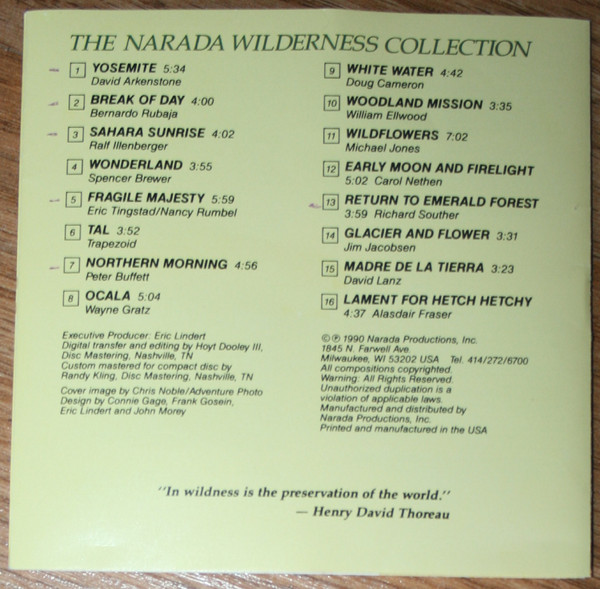 THE NARADA WILDERNESS COLLECTION
1 YOSEMITE 5:34
David Arkenstone
2 BREAK OF DAY 4:00
Bernardo Rubaja
3 SAHARA SUNRISE 4:02
Ralf Illenberger
4 WONDERLAND 3:55
Spencer Brewer
5 FRAGILE MAJESTY 5:59
Eric Tingstad/Nancy Rumbel
6 TAL 3:52
Trapezoid
7 NORTHERN MORNING 4:56
Peter Buffett
8 OCALA 5:04
Wayne Gratz
9 WHITE WATER 4:42
Doug Cameron
10 WOODLAND MISSION 3:35
William Ellwood
11 WILDFLOWERS 7:02
Michael Jones
12 EARLY MOON AND FIRELIGHT
5:02 Carol Nethen
13 RETURN TO EMERALD FOREST
3:59 Richard Souther
14 GLACIER AND FLOWER 3:31
Jim Jacobsen
15 MADRE DE LA TIERRA 3:23
David Lanz
16 LAMENT FOR HETCH HETCHY
4:37 Alasdair Fraser
Executive Producer: Eric Lindert
Digital transfer and editing by Hoyt Dooley III,
Disc Mastering, Nashville, TN
Custom mastered for compact disc by
Randy Kling, Disc Mastering, Nashville, TN
Cover image by Chris Noble/Adventure Photo
Design by Connie Gage, Frank Gosein,
Eric Lindert and John Morey
© ℗ 1990 Narada Productions, Inc.
1845 N. Farwell Ave.
Milwaukee, WI 53202 USA Tel. 414/272/6700
All compositions copyrighted.
Warning: All Rights Reserved.
Unauthorized duplication is a
violation of applicable laws.
Manufactured and distributed by
Narada Productions, Inc.
Printed and manufactured in the USA
"In wildness is the preservation of the world."
— Henry David Thoreau